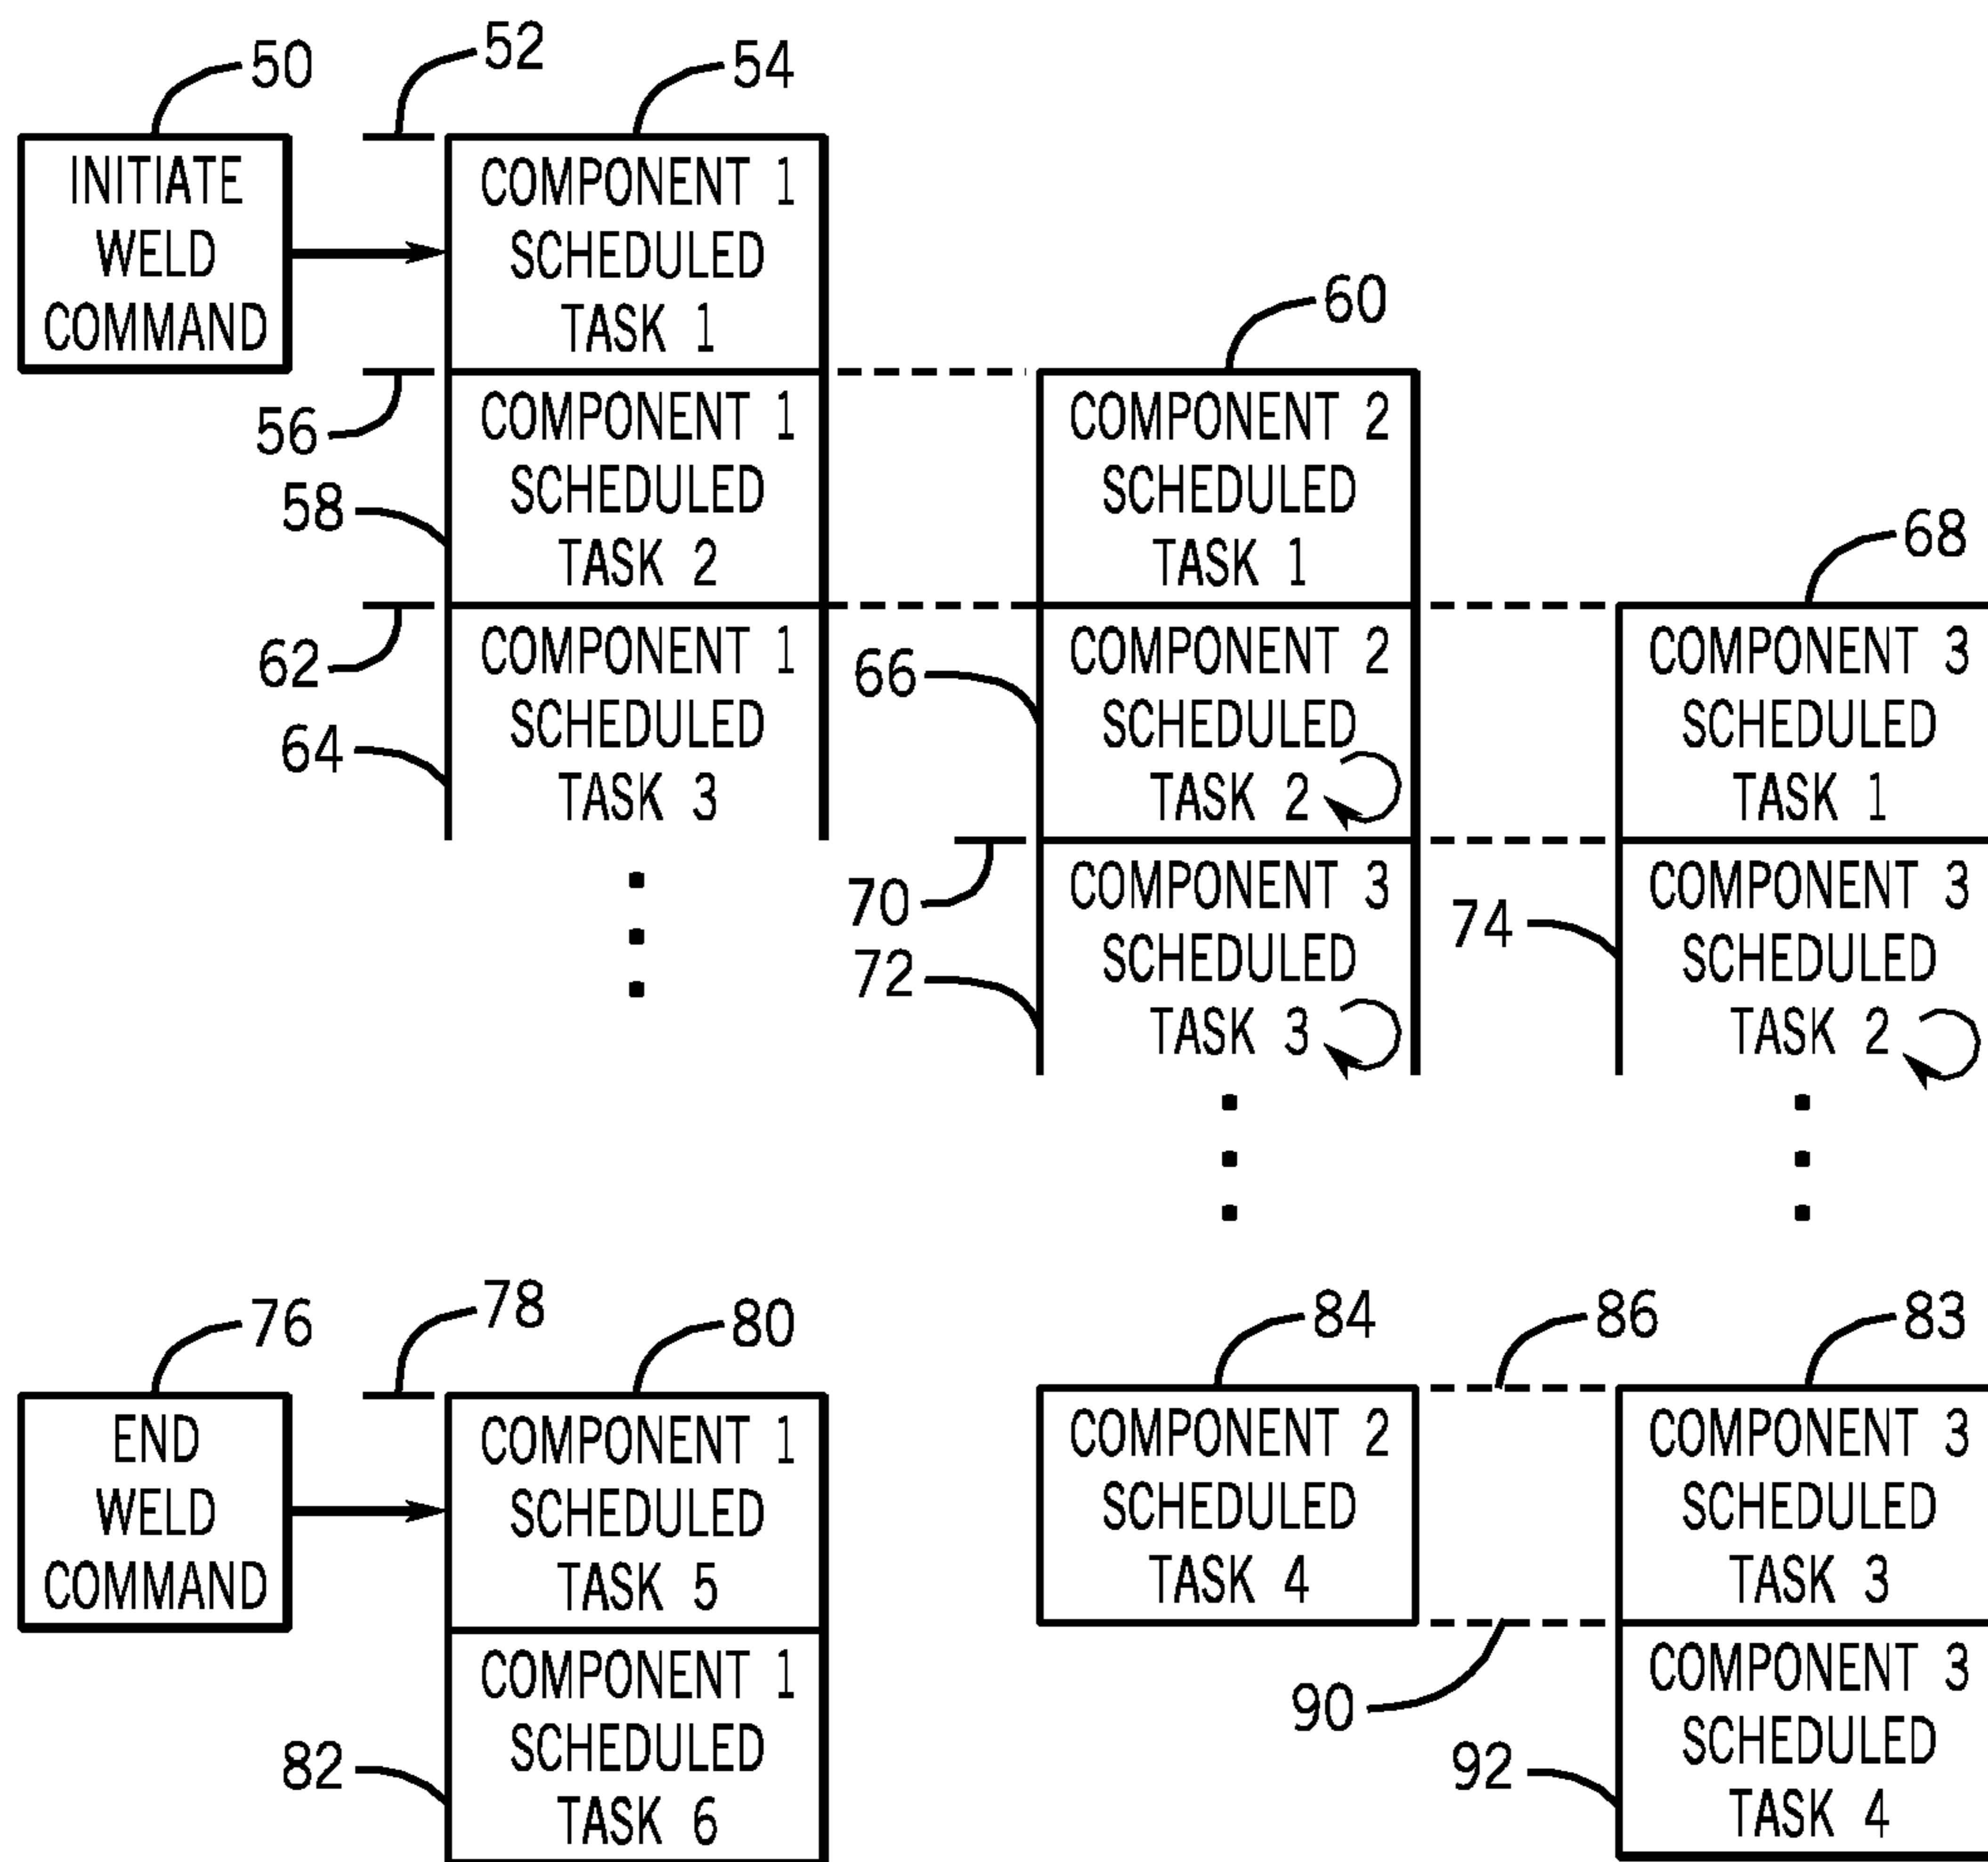 50
52
54
INITIATE
WELD
COMMAND
COMPONENT 1
SCHEDULED
TASK 1
56
58
COMPONENT 1
SCHEDULED
TASK 2
60
COMPONENT 2
SCHEDULED
TASK 1
62
64
COMPONENT 1
SCHEDULED
TASK 3
66
COMPONENT 2
SCHEDULED
TASK 2
68
COMPONENT 3
SCHEDULED
TASK 1
70
72
COMPONENT 3
SCHEDULED
TASK 3
74
COMPONENT 3
SCHEDULED
TASK 2
76
78
80
END
WELD
COMMAND
COMPONENT 1
SCHEDULED
TASK 5
84
86
83
COMPONENT 2
SCHEDULED
TASK 4
COMPONENT 3
SCHEDULED
TASK 3
82
COMPONENT 1
SCHEDULED
TASK 6
90
92
COMPONENT 3
SCHEDULED
TASK 4